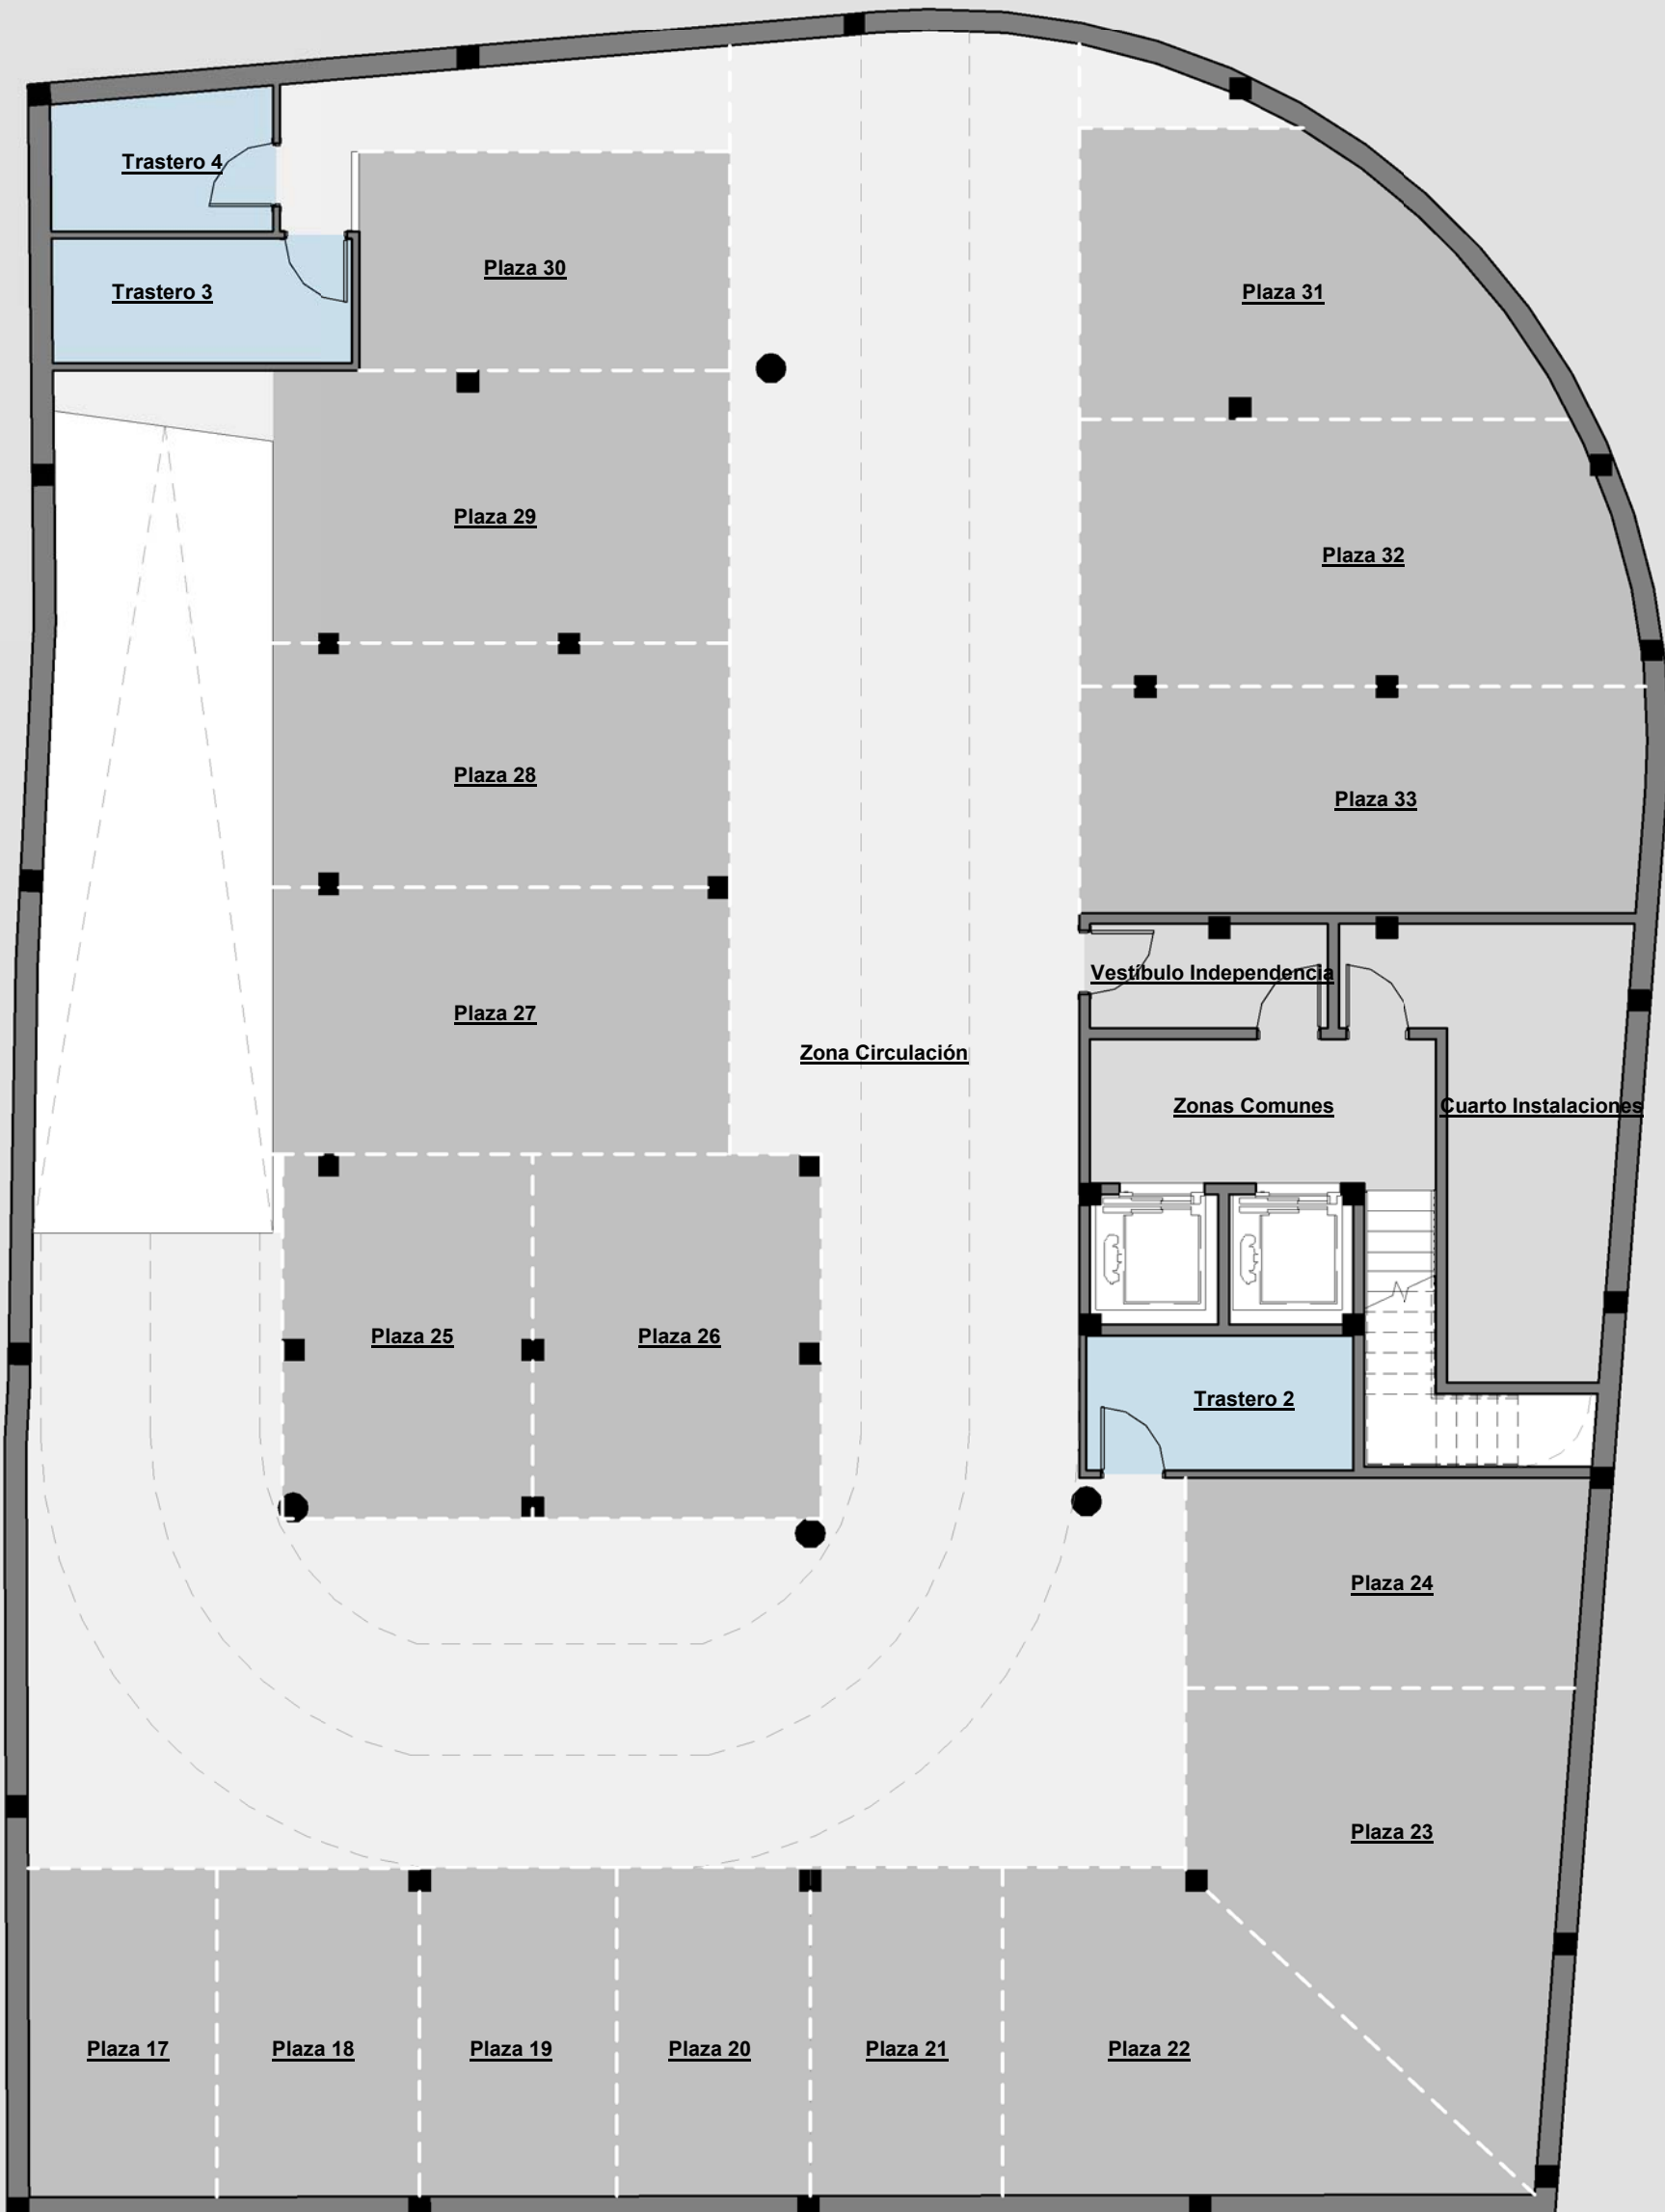 Trastero 4
Plaza 30
Trastero 3
Plaza 31
Plaza 29
Plaza 32
Plaza 28
Plaza 33
Vestíbulo Independencia
Plaza 27
Zona Circulación
Zonas Comunes
Cuarto Instalaciones
Plaza 25
Plaza 26
Trastero 2
Plaza 24
Plaza 23
Plaza 17
Plaza 18
Plaza 19
Plaza 20
Plaza 21
Plaza 22